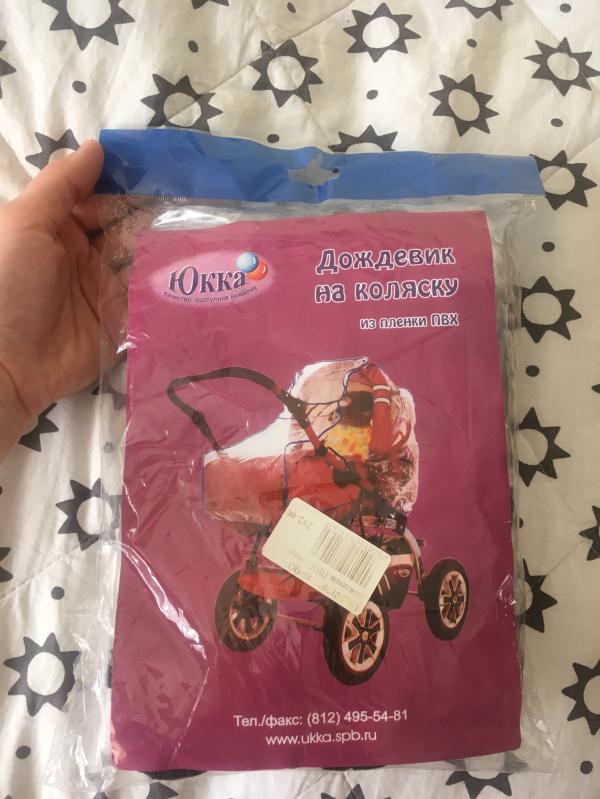 Юкка
качество, доступное каждому
Дождевик
на коляску
из пленки ПВХ
Тел./факс: (812) 495-54-81
www.ukka.spb.ru